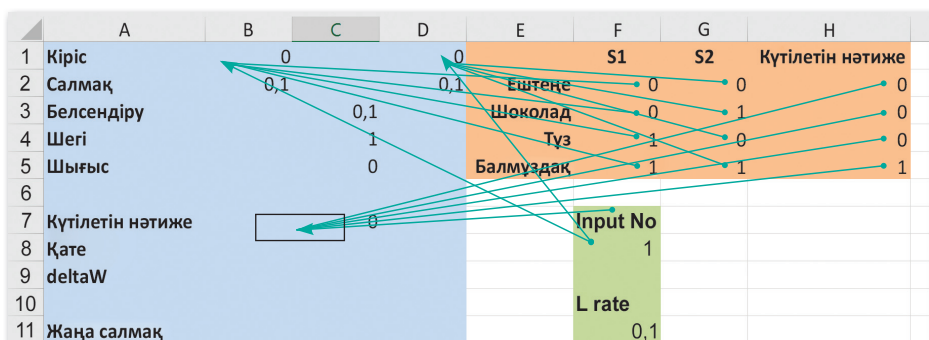 A B C D E F G H
1 Кіріс 0 0 S1 S2 Күтілетін нәтиже
2 Салмақ 0,1 0,1 Ештеңе 0 0 0
3 Белсендіру 0,1 Шоколад 0 1 0
4 Шегі 1 Тұз 1 0 0
5 Шығыс 0 Балмұздақ 1 1 1
6
7 Күтілетін нәтиже 0 Input No
8 Қате 1
9 deltaW
10 L rate
11 Жаңа салмақ 0,1